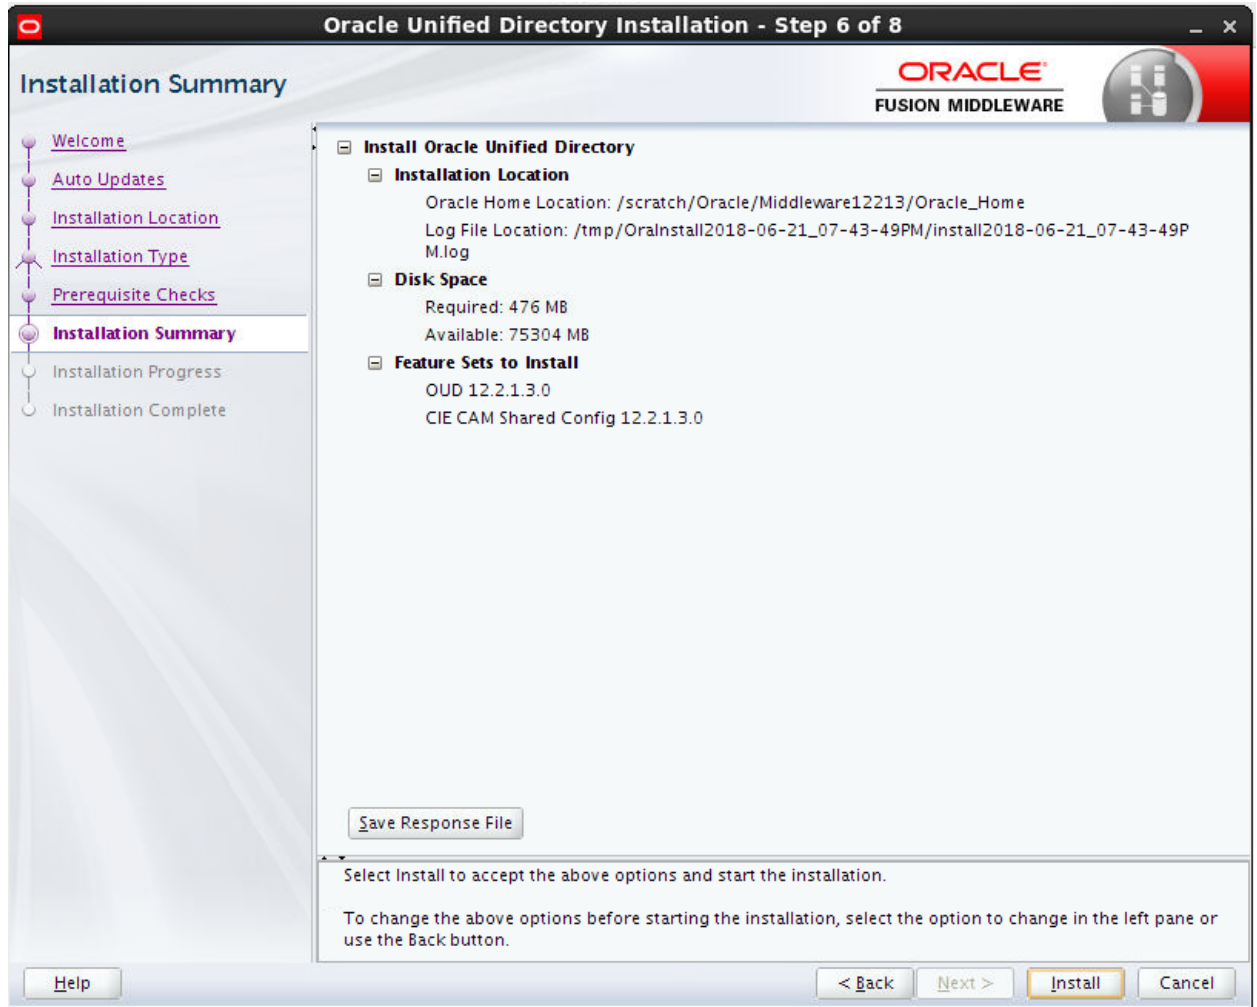 Oracle Unified Directory Installation - Step 6 of 8
Installation Summary
ORACLE
FUSION MIDDLEWARE
Welcome
Auto Updates
Installation Location
Installation Type
Prerequisite Checks
Installation Summary
Installation Progress
Installation Complete
Install Oracle Unified Directory
Installation Location
Oracle Home Location: /scratch/Oracle/Middleware12213/Oracle_Home
Log File Location: /tmp/OraInstall2018-06-21_07-43-49PM/install2018-06-21_07-43-49P
M.log
Disk Space
Required: 476 MB
Available: 75304 MB
Feature Sets to Install
OUD 12.2.1.3.0
CIE CAM Shared Config 12.2.1.3.0
Save Response File
Select Install to accept the above options and start the installation.
To change the above options before starting the installation, select the option to change in the left pane or
use the Back button.
Help
< Back
Next >
Install
Cancel